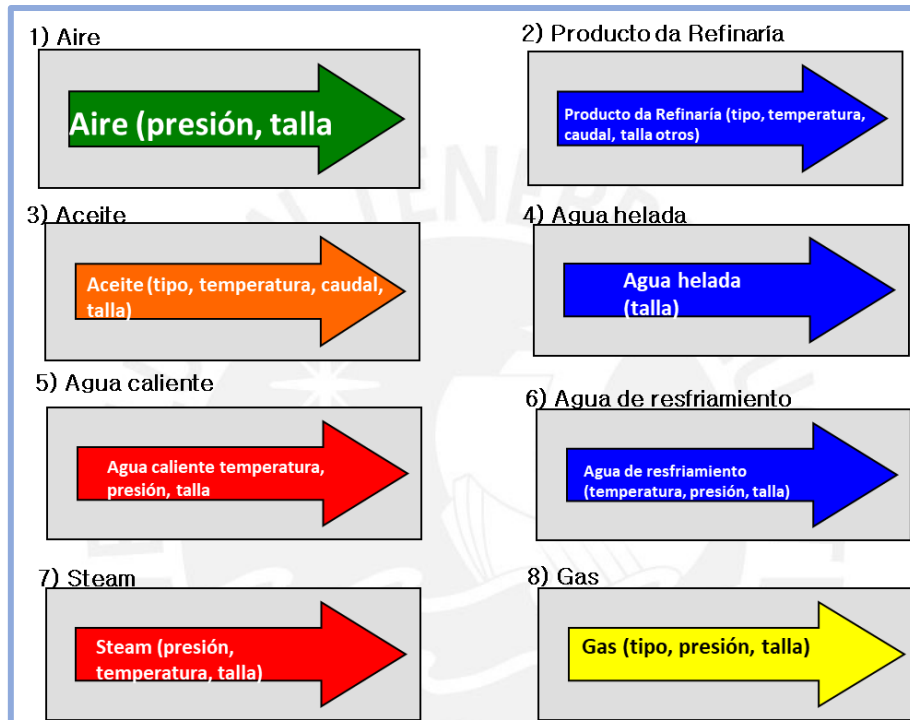 1) Aire
Aire (presión, talla
2) Producto da Refinaría
Producto da Refinaría (tipo, temperatura,
caudal, talla otros)
3) Aceite
Aceite (tipo, temperatura, caudal,
talla)
4) Agua helada
Agua helada
(talla)
5) Agua caliente
Agua caliente temperatura,
presión, talla
6) Agua de resfriamiento
Agua de resfriamiento
(temperatura, presión, talla)
7) Steam
Steam (presión,
temperatura, talla)
8) Gas
Gas (tipo, presión, talla)